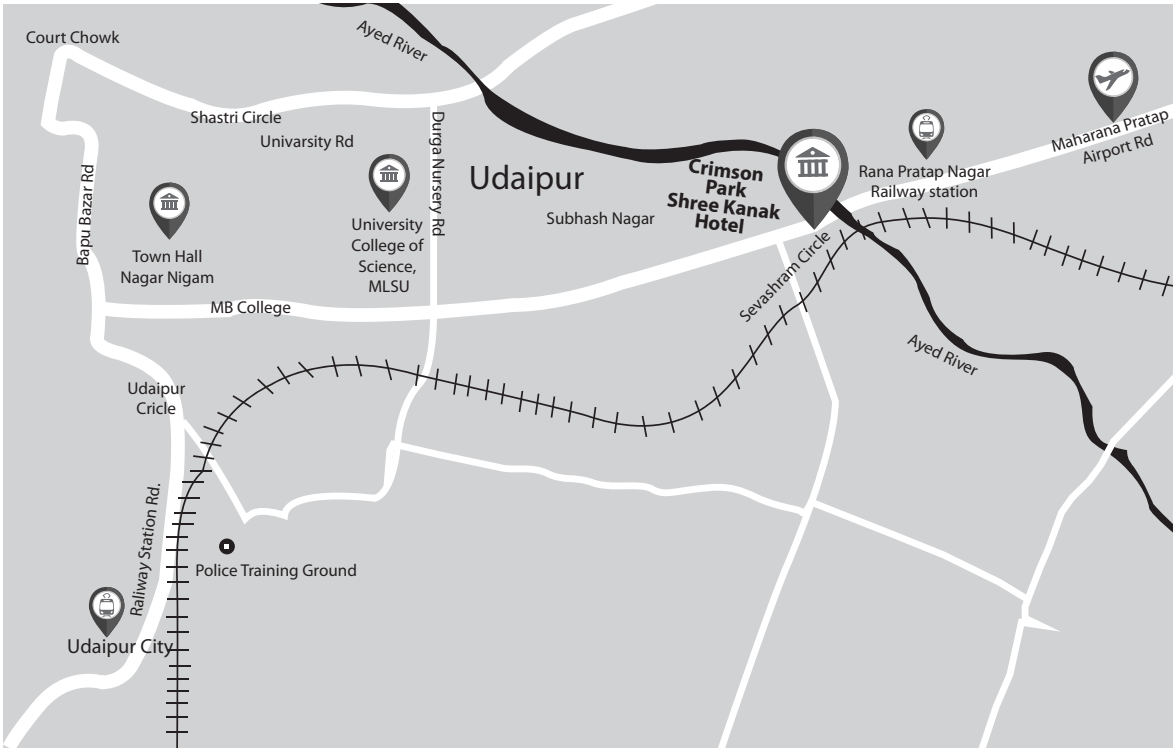 Court Chowk
Ayed River
Shastri Circle
Univarsity Rd
Durga Nursery Rd
Maharana Pratap
Airport Rd
Bapu Bazar Rd
Udaipur
Crimson
Park
Shree Kanak
Hotel
Rana Pratap Nagar
Railway station
Subhash Nagar
University
College of
Science,
MLSU
Town Hall
Nagar Nigam
Sevashram Circle
MB College
Ayed River
Udaipur
Cricle
Raliway Station Rd.
Police Training Ground
Udaipur City